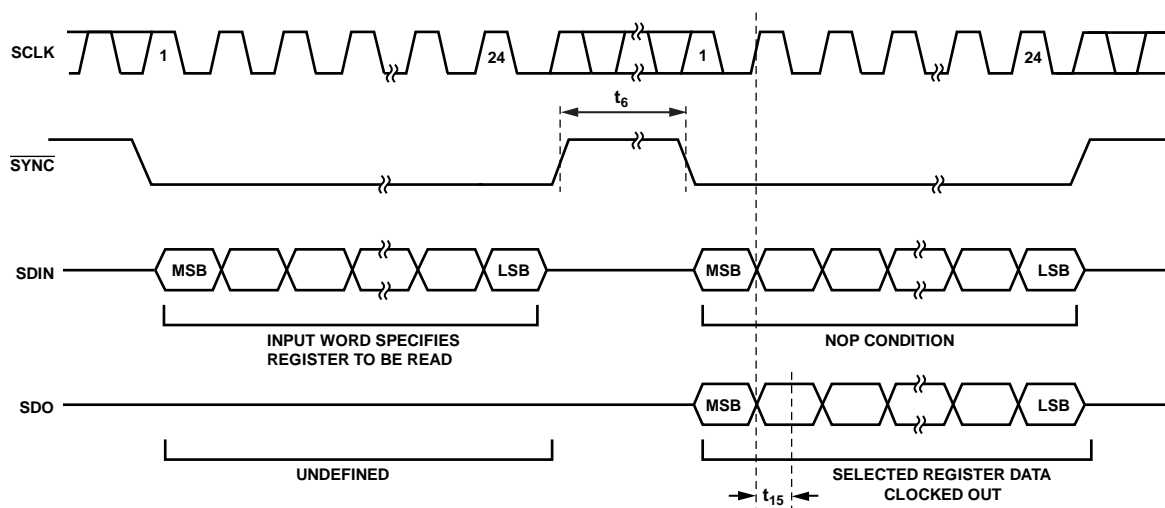 SCLK
1
24
1
24
t6
SYNC
SDIN
MSB
LSB
MSB
LSB
INPUT WORD SPECIFIES
REGISTER TO BE READ
NOP CONDITION
SDO
MSB
LSB
UNDEFINED
t15
SELECTED REGISTER DATA
CLOCKED OUT